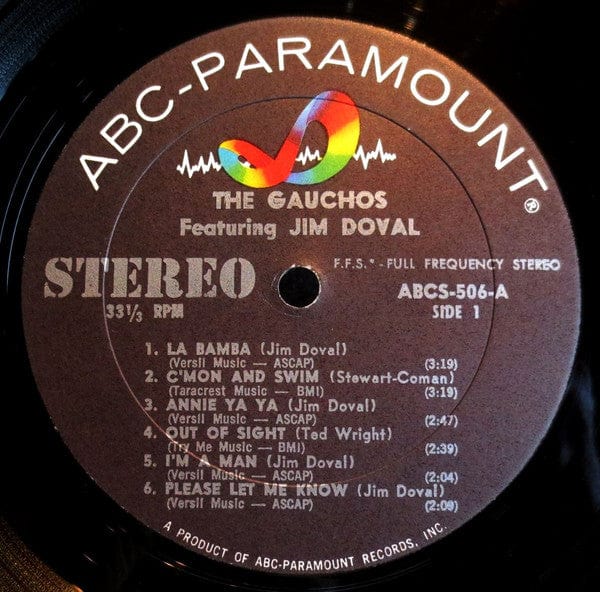 ABC-PARAMOUNT®
THE GAUCHOS
Featuring JIM DOVAL
STEREO
33⅓ RPM
F.F.S.* - FULL FREQUENCY STEREO
ABCS-506-A
SIDE 1
1. LA BAMBA (Jim Doval)
(Versil Music — ASCAP) (3:19)
2. C'MON AND SWIM (Stewart-Coman)
(Taracrest Music — BMI) (3:19)
3. ANNIE YA YA (Jim Doval)
(Versil Music — ASCAP) (2:47)
4. OUT OF SIGHT (Ted Wright)
(Try Me Music — BMI) (2:39)
5. I'M A MAN (Jim Doval)
(Versil Music — ASCAP) (2:04)
6. PLEASE LET ME KNOW (Jim Doval)
(Versil Music — ASCAP) (2:09)
A PRODUCT OF ABC-PARAMOUNT RECORDS, INC.